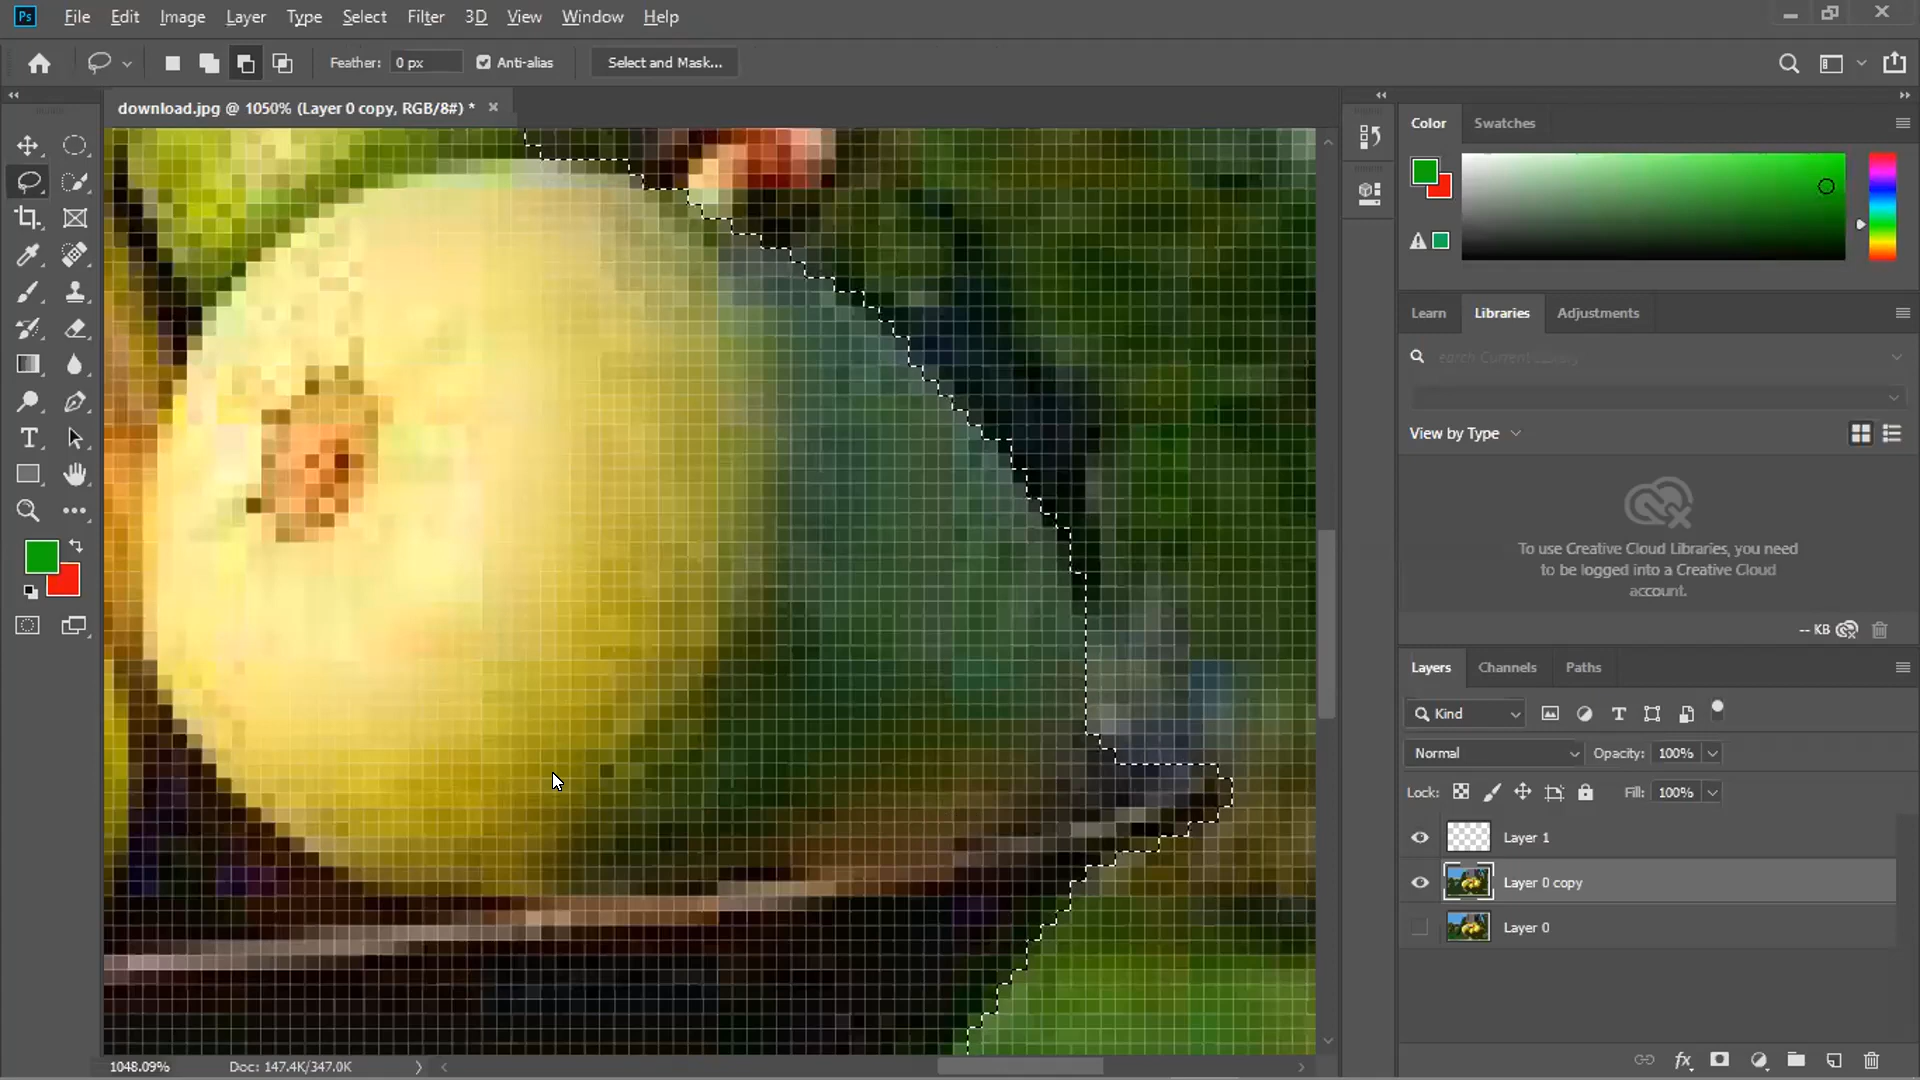 Ps File Edit Image Layer Type Select Filter 3D View Window Help
Feather: 0 px Anti-alias Select and Mask...
download.jpg @ 1050% (Layer 0 copy, RGB/8#) * ×
Color Swatches
Learn Libraries Adjustments
earch Current Library
View by Type
To use Creative Cloud Libraries, you need
to be logged into a Creative Cloud
account.
-- KB
Layers Channels Paths
Kind
Normal Opacity: 100%
Lock: Fill: 100%
Layer 1
Layer 0 copy
Layer 0
1048.09% Doc: 147.4K/347.0K